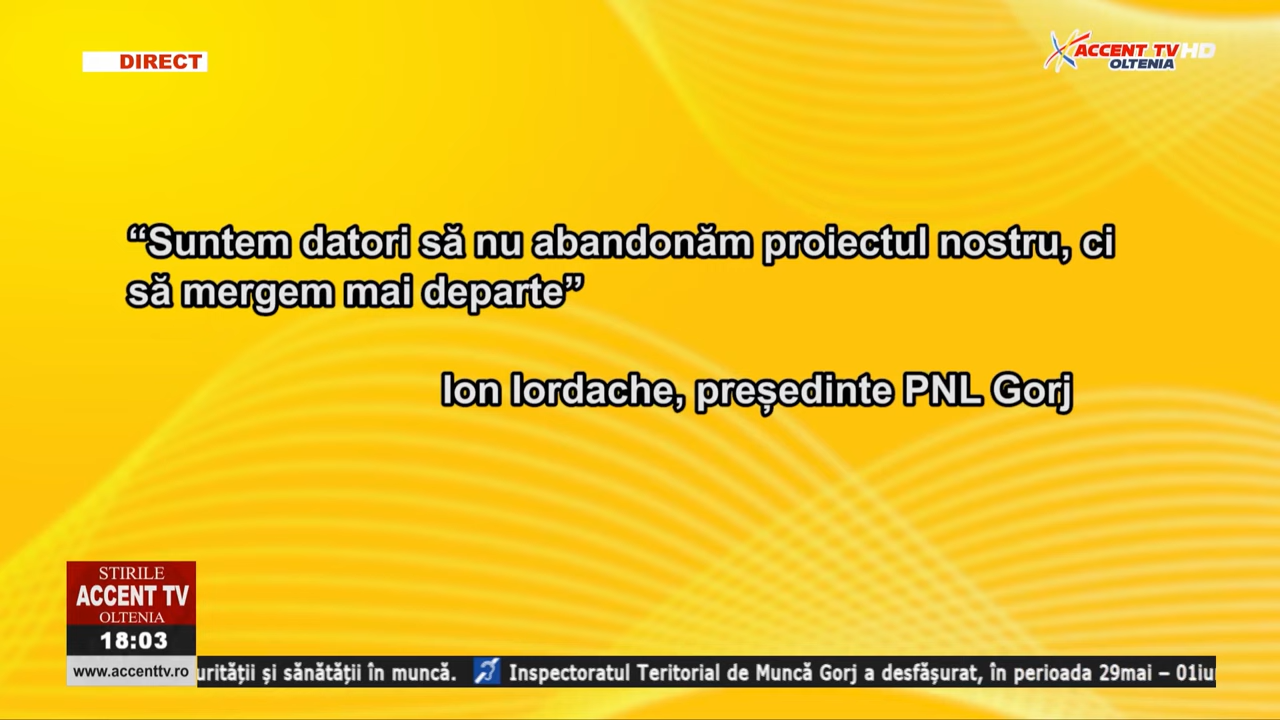 DIRECT
ACCENT TV HD
OLTENIA
“Suntem datori să nu abandonăm proiectul nostru, ci
să mergem mai departe”
Ion Iordache, președinte PNL Gorj
STIRILE
ACCENT TV
OLTENIA
18:03
www.accenttv.ro
urității și sănătății în muncă. Inspectoratul Teritorial de Muncă Gorj a desfășurat, în perioada 29mai – 01iu